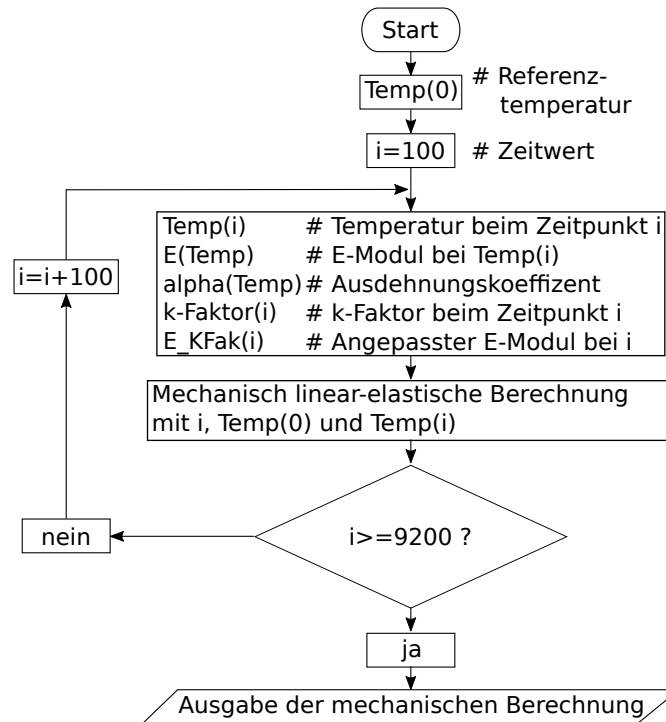 Start
Temp(0) # Referenz-
temperatur
i=100 # Zeitwert
Temp(i) # Temperatur beim Zeitpunkt i
E(Temp) # E-Modul bei Temp(i)
alpha(Temp) # Ausdehnungskoeffizent
k-Faktor(i) # k-Faktor beim Zeitpunkt i
E_KFak(i) # Angepasster E-Modul bei i
i=i+100
Mechanisch linear-elastische Berechnung
mit i, Temp(0) und Temp(i)
i>=9200 ?
nein
ja
Ausgabe der mechanischen Berechnung